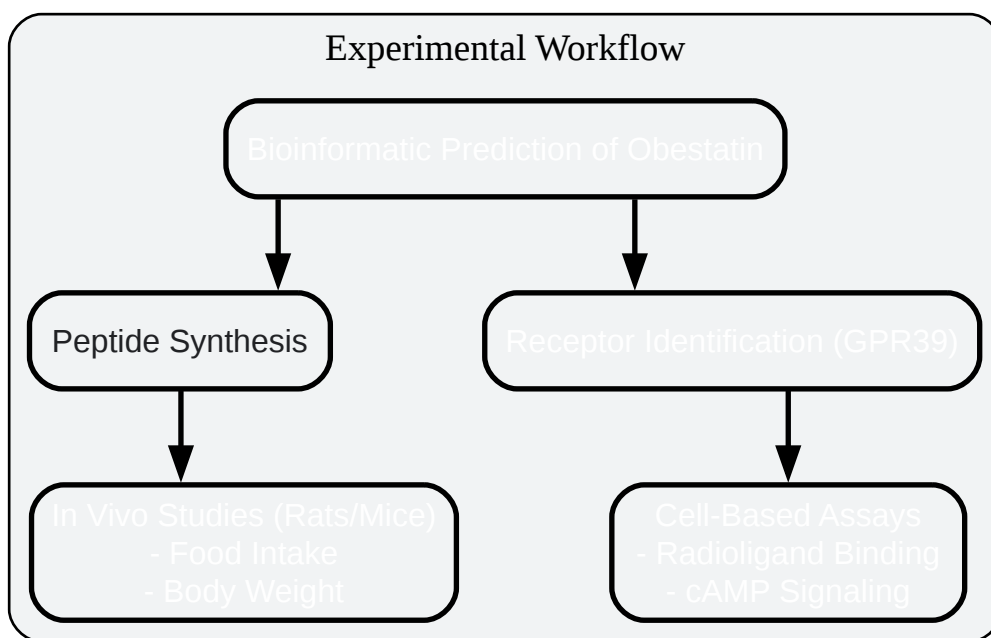 Experimental Workflow
Bioinformatic Prediction of Obestatin
Peptide Synthesis
Receptor Identification (GPR39)
In Vivo Studies (Rats/Mice)
- Food Intake
- Body Weight
Cell-Based Assays
- Radioligand Binding
- cAMP Signaling